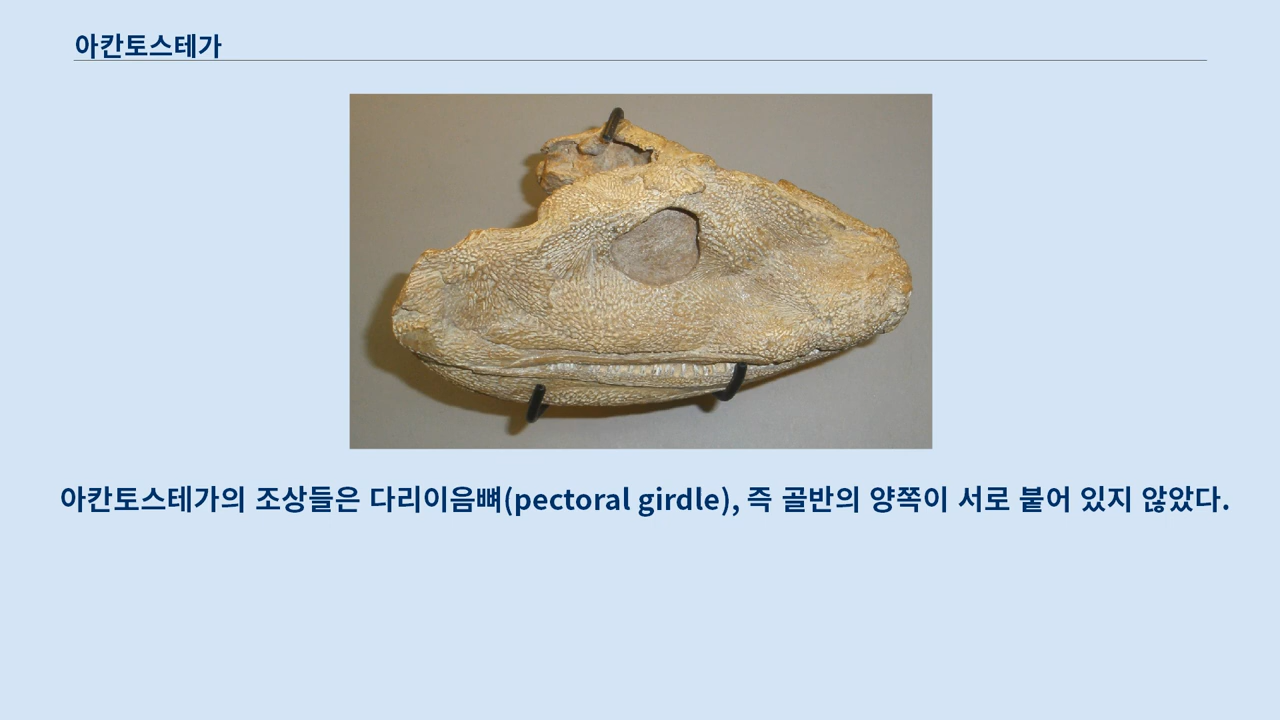 아칸토스테가
아칸토스테가의 조상들은 다리이음뼈(pectoral girdle), 즉 골반의 양쪽이 서로 붙어 있지 않았다.